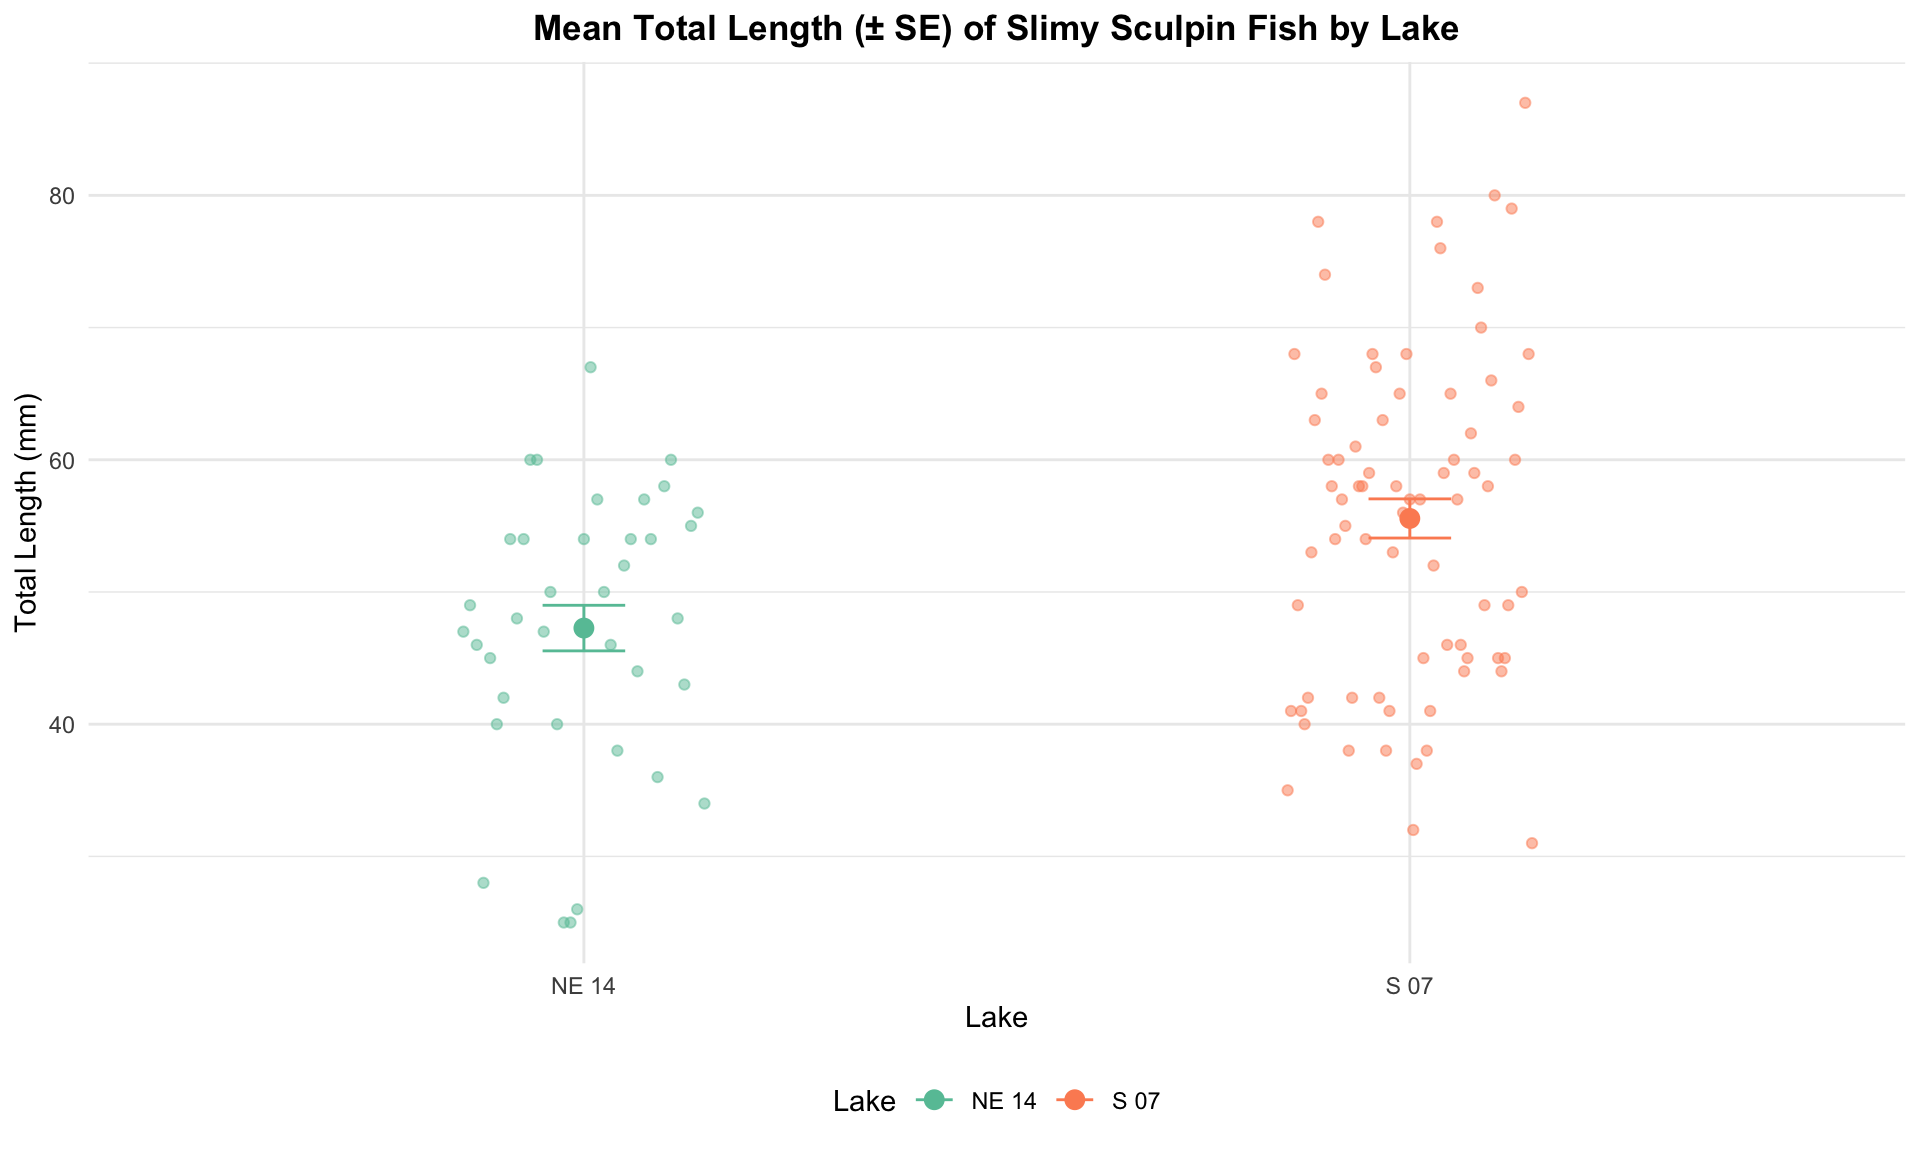 Mean Total Length (± SE) of Slimy Sculpin Fish by Lake
Total Length (mm)
80
60
40
NE 14
S 07
Lake
Lake
NE 14
S 07